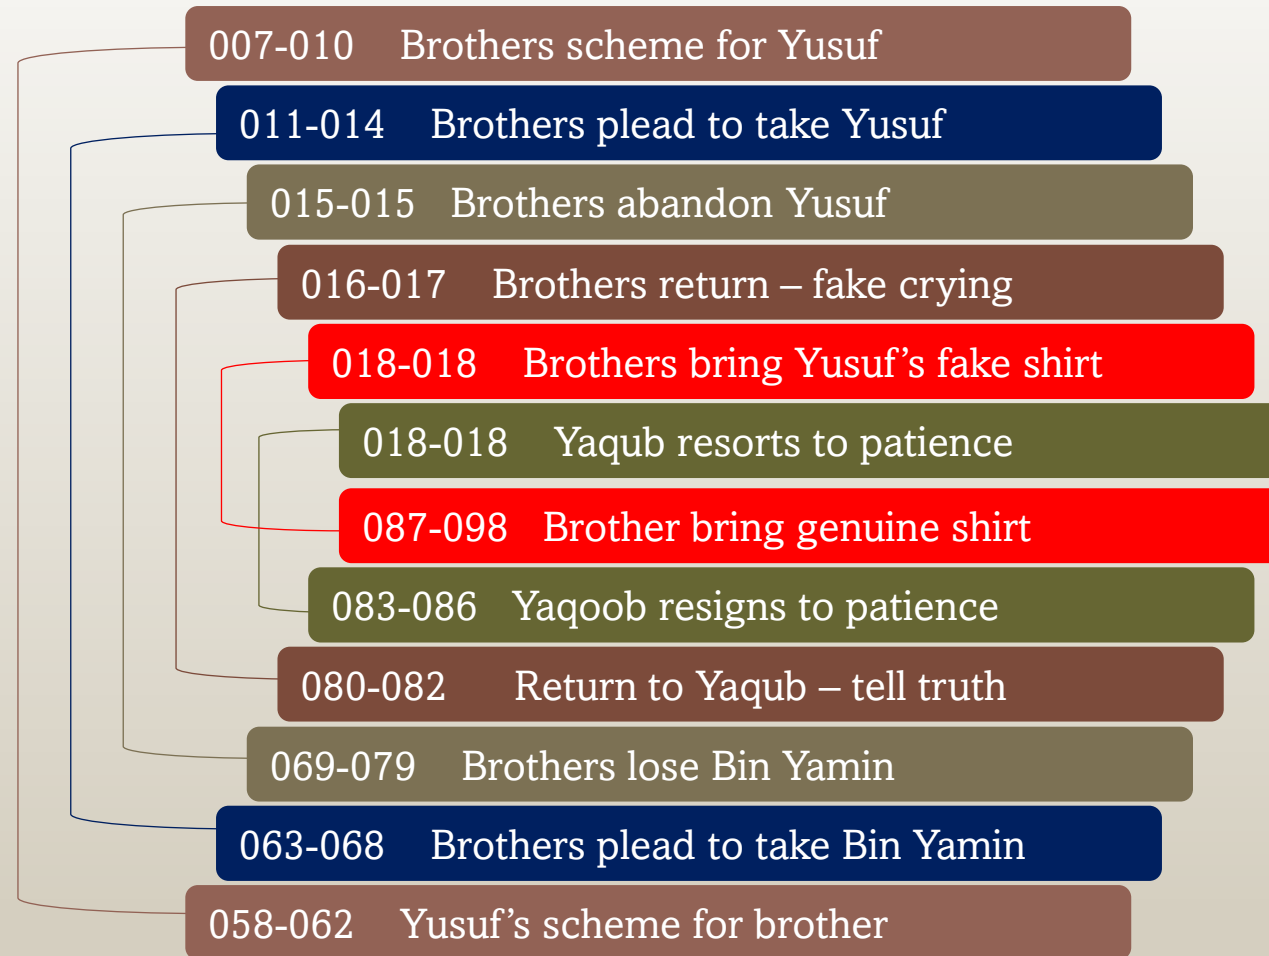 007-010 Brothers scheme for Yusuf
011-014 Brothers plead to take Yusuf
015-015 Brothers abandon Yusuf
016-017 Brothers return – fake crying
018-018 Brothers bring Yusuf’s fake shirt
018-018 Yaqub resorts to patience
087-098 Brother bring genuine shirt
083-086 Yaqoob resigns to patience
080-082 Return to Yaqub – tell truth
069-079 Brothers lose Bin Yamin
063-068 Brothers plead to take Bin Yamin
058-062 Yusuf’s scheme for brother